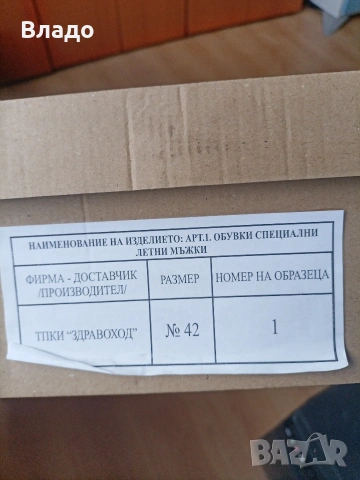 Владо
НАИМЕНОВАНИЕ НА ИЗДЕЛИЕТО: АРТ.1. ОБУВКИ СПЕЦИАЛНИ
ЛЕТНИ МЪЖКИ
ФИРМА - ДОСТАВЧИК
/ПРОИЗВОДИТЕЛ/
РАЗМЕР
НОМЕР НА ОБРАЗЕЦА
ТПКИ “ЗДРАВОХОД”
№ 42
1
BAZAR